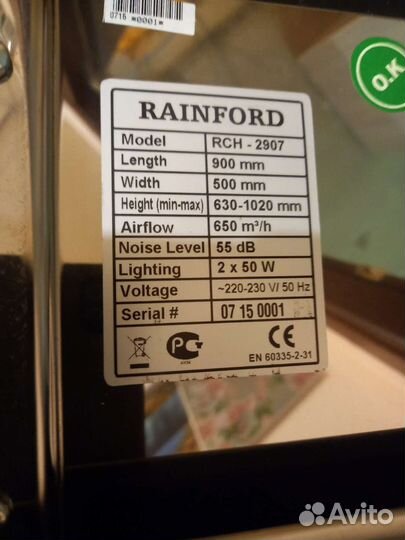 0715 *0001*
O.K
RAINFORD
Model RCH - 2907
Length 900 mm
Width 500 mm
Height (min-max) 630-1020 mm
Airflow 650 m³/h
Noise Level 55 dB
Lighting 2 x 50 W
Voltage ~220-230 V/ 50 Hz
Serial # 07 15 0001
РСТ
CE
EN 60335-2-31
Avito